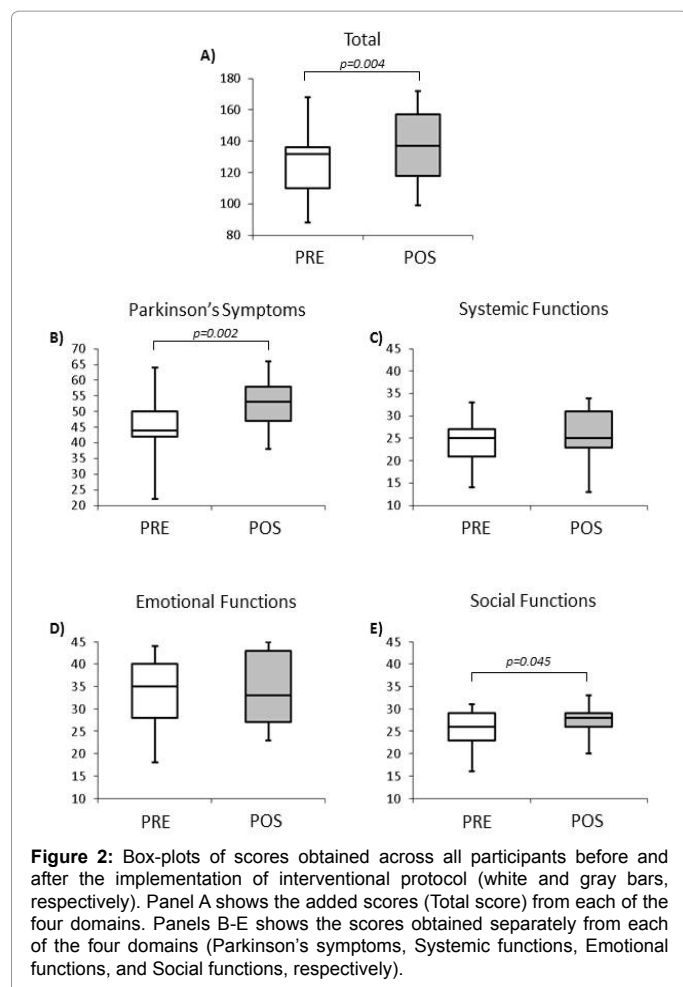 Total
A)
p=0.004
180
160
140
120
100
80
PRE POS
Parkinson's Symptoms
B)
p=0.002
70
65
60
55
50
45
40
35
30
25
20
PRE POS
Systemic Functions
C)
45
40
35
30
25
20
15
10
PRE POS
Emotional Functions
D)
45
40
35
30
25
20
15
10
PRE POS
Social Functions
E)
p=0.045
45
40
35
30
25
20
15
10
PRE POS
Figure 2: Box-plots of scores obtained across all participants before and
after the implementation of interventional protocol (white and gray bars,
respectively). Panel A shows the added scores (Total score) from each of the
four domains. Panels B-E shows the scores obtained separately from each
of the four domains (Parkinson's symptoms, Systemic functions, Emotional
functions, and Social functions, respectively).